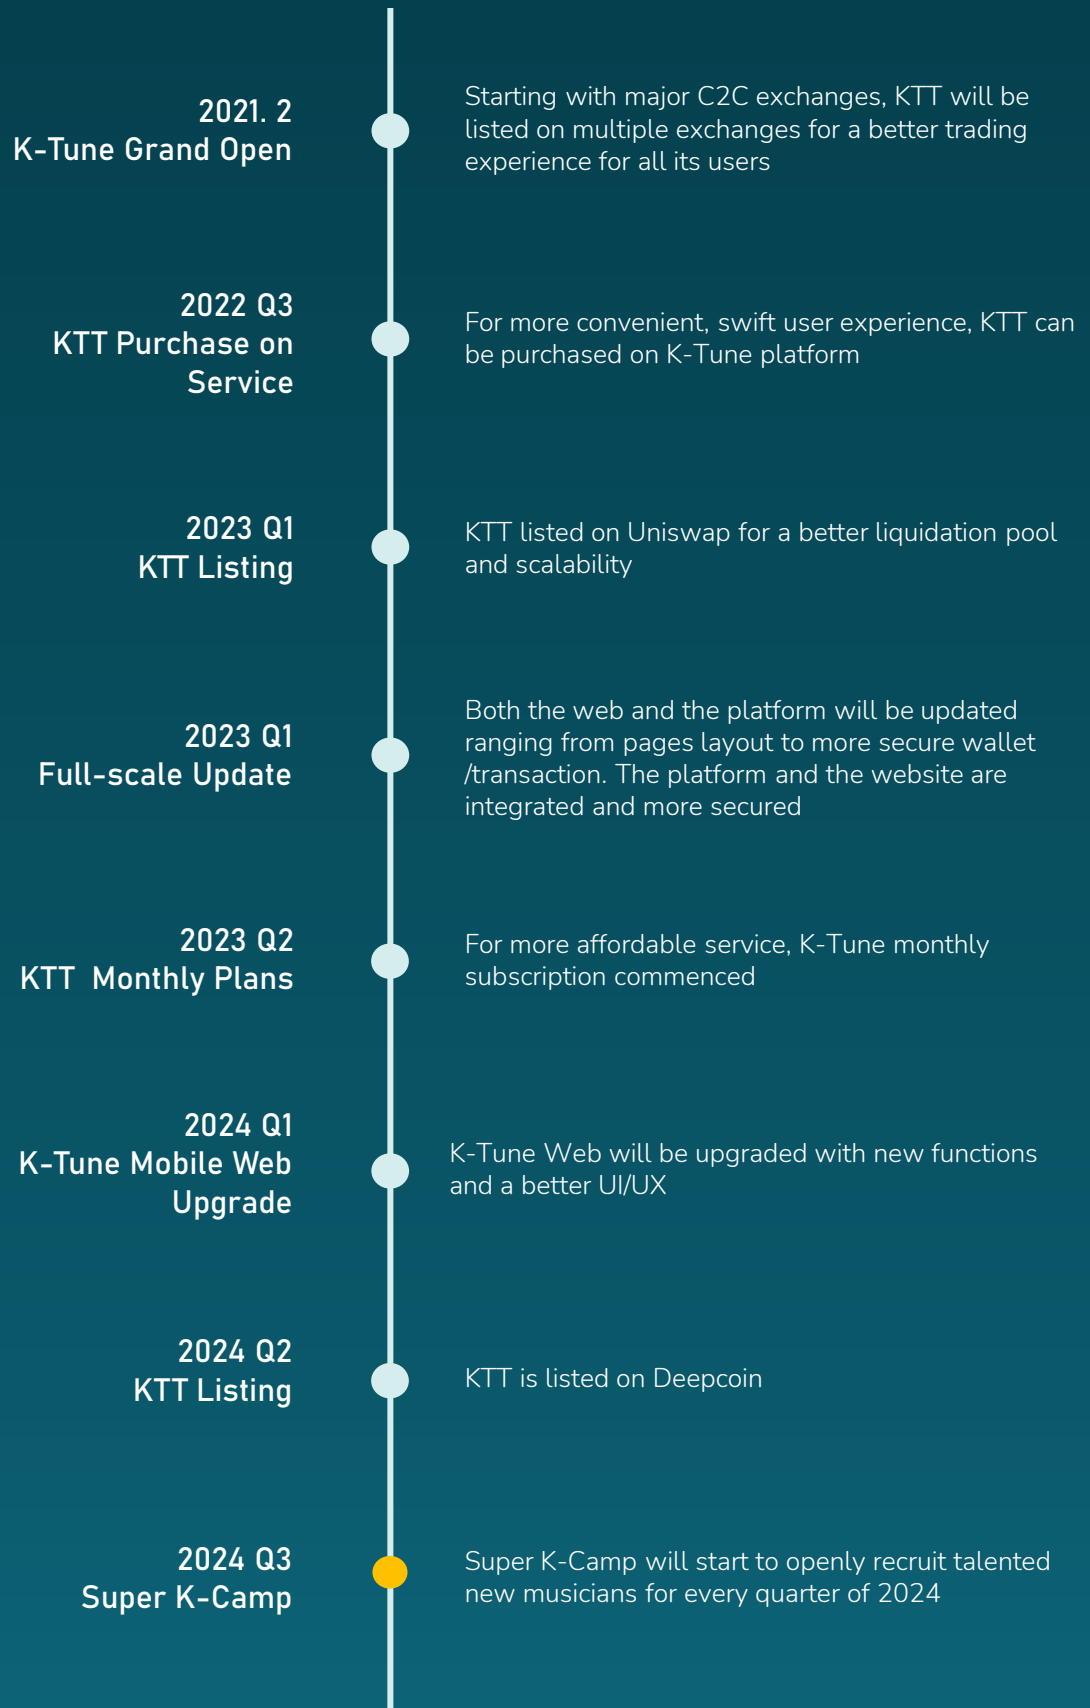 2021. 2
K-Tune Grand Open
Starting with major C2C exchanges, KTT will be
listed on multiple exchanges for a better trading
experience for all its users
2022 Q3
KTT Purchase on
Service
For more convenient, swift user experience, KTT can
be purchased on K-Tune platform
2023 Q1
KTT Listing
KTT listed on Uniswap for a better liquidation pool
and scalability
2023 Q1
Full-scale Update
Both the web and the platform will be updated
ranging from pages layout to more secure wallet
/transaction. The platform and the website are
integrated and more secured
2023 Q2
KTT  Monthly Plans
For more affordable service, K-Tune monthly
subscription commenced
2024 Q1
K-Tune Mobile Web
Upgrade
K-Tune Web will be upgraded with new functions
and a better UI/UX
2024 Q2
KTT Listing
KTT is listed on Deepcoin
2024 Q3
Super K-Camp
Super K-Camp will start to openly recruit talented
new musicians for every quarter of 2024